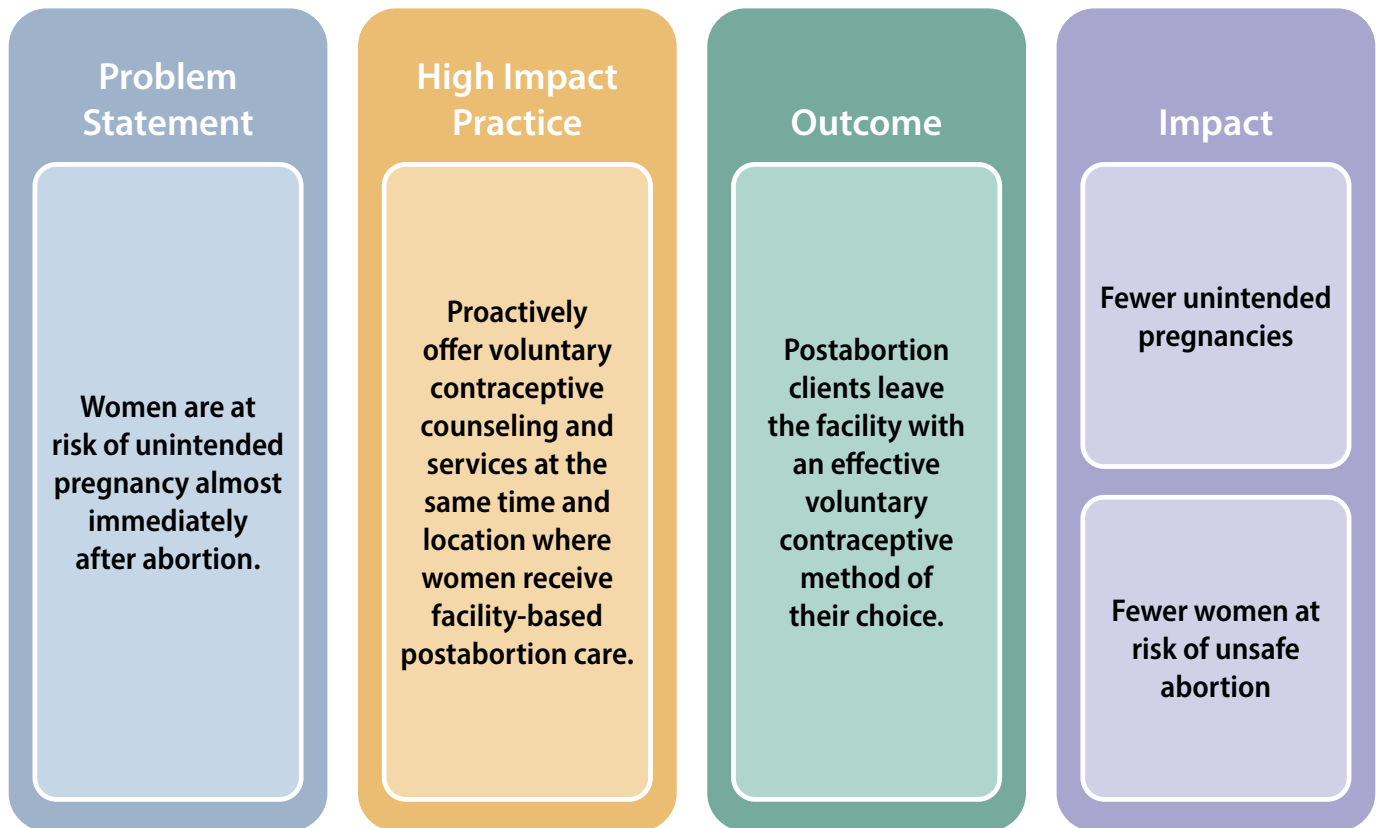 Problem
Statement
Women are at
risk of unintended
pregnancy almost
immediately
after abortion.
High Impact
Practice
Proactively
offer voluntary
contraceptive
counseling and
services at the
same time and
location where
women receive
facility-based
postabortion care.
Outcome
Postabortion
clients leave
the facility with
an effective
voluntary
contraceptive
method of
their choice.
Impact
Fewer unintended
pregnancies
Fewer women at
risk of unsafe
abortion